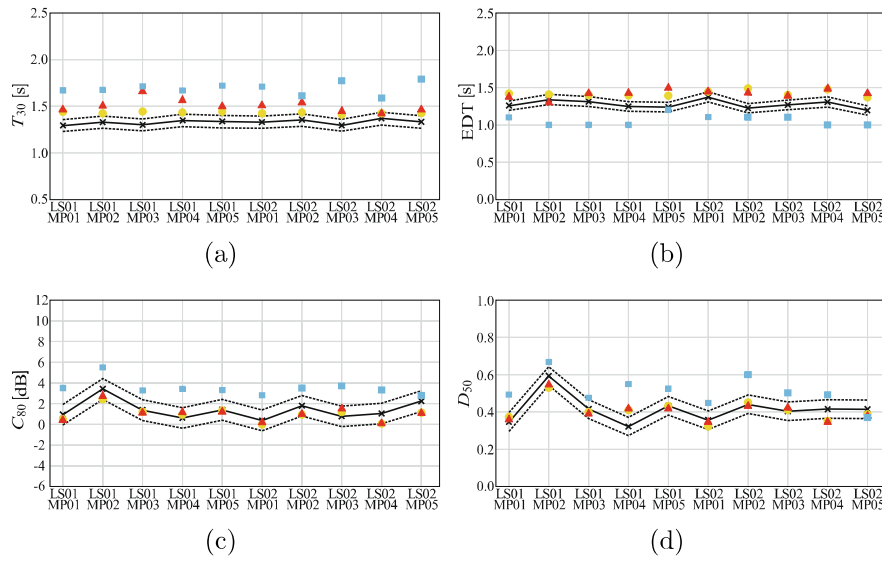 2.5
2.0
1.5
1.0
0.5
T30 [s]
LS01 LS01 LS01 LS01 LS01 LS02 LS02 LS02 LS02 LS02
MP01 MP02 MP03 MP04 MP05 MP01 MP02 MP03 MP04 MP05
(a)
2.5
2.0
1.5
1.0
0.5
0.0
EDT [s]
LS01 LS01 LS01 LS01 LS01 LS02 LS02 LS02 LS02 LS02
MP01 MP02 MP03 MP04 MP05 MP01 MP02 MP03 MP04 MP05
(b)
12
10
8
6
4
2
0
-2
-4
-6
C80 [dB]
LS01 LS01 LS01 LS01 LS01 LS02 LS02 LS02 LS02 LS02
MP01 MP02 MP03 MP04 MP05 MP01 MP02 MP03 MP04 MP05
(c)
1.0
0.8
0.6
0.4
0.2
0.0
D50
LS01 LS01 LS01 LS01 LS01 LS02 LS02 LS02 LS02 LS02
MP01 MP02 MP03 MP04 MP05 MP01 MP02 MP03 MP04 MP05
(d)